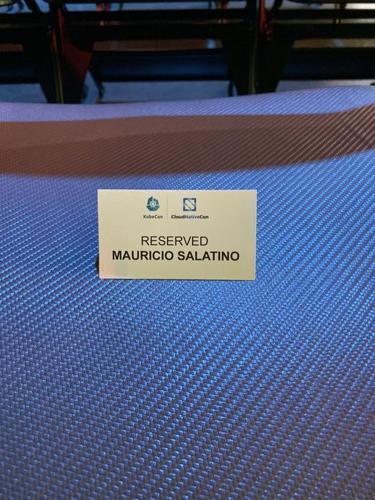 KubeCon CloudNativeCon
RESERVED
MAURICIO SALATINO